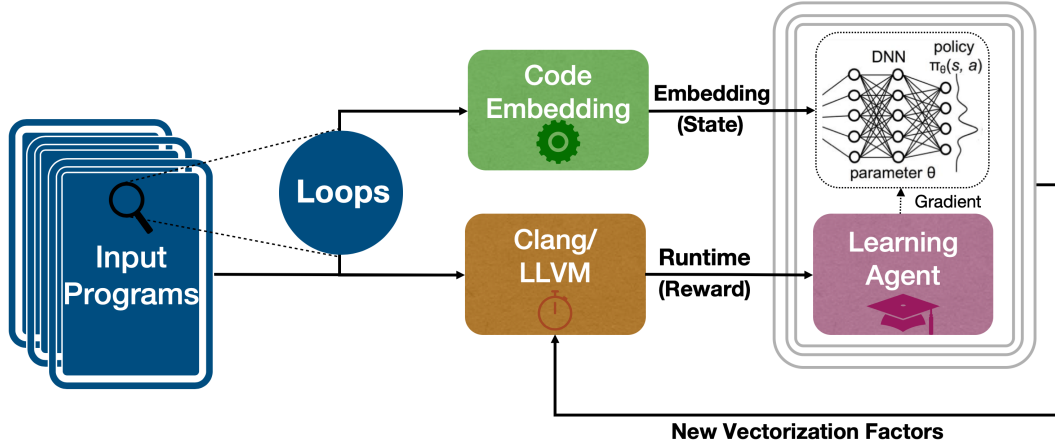 Input
Programs
Loops
Code
Embedding
Embedding
(State)
DNN
policy
πθ(s, a)
parameter θ
Gradient
Clang/
LLVM
Runtime
(Reward)
Learning
Agent
New Vectorization Factors